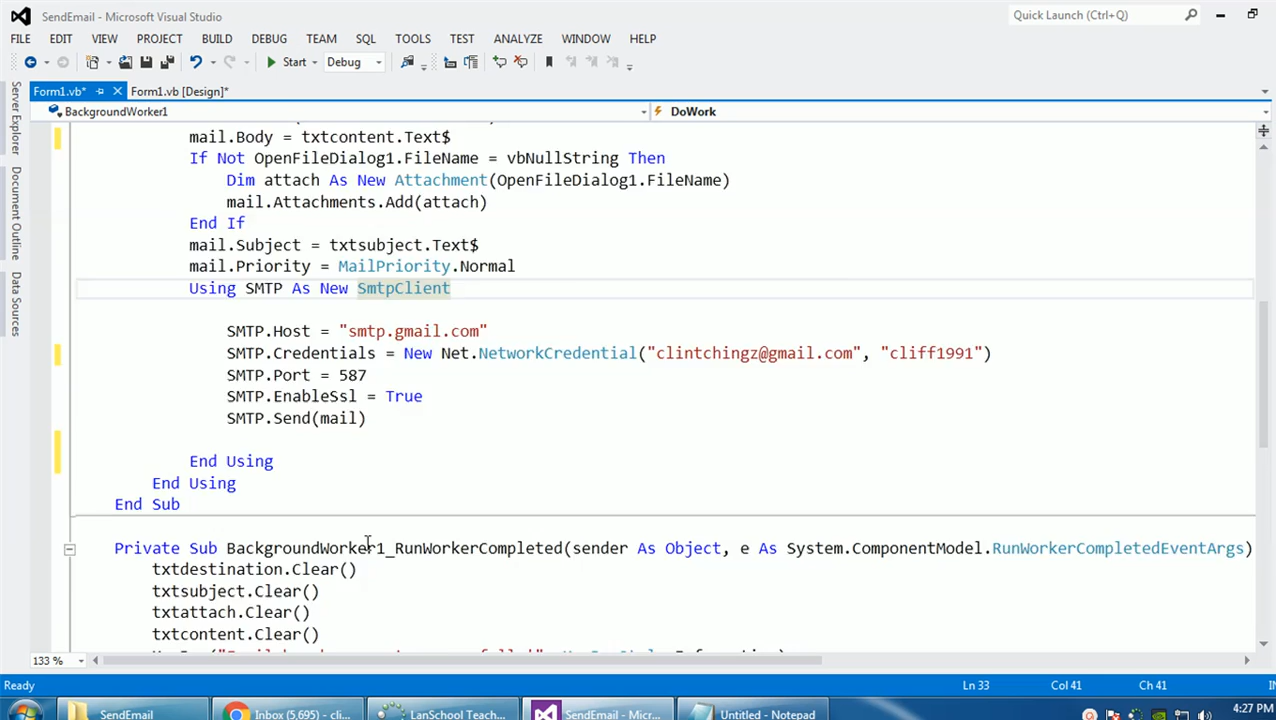 SendEmail - Microsoft Visual Studio
Quick Launch (Ctrl+Q)
FILE EDIT VIEW PROJECT BUILD DEBUG TEAM SQL TOOLS TEST ANALYZE WINDOW HELP
Start Debug
Form1.vb* Form1.vb [Design]*
BackgroundWorker1 DoWork
Server Explorer
Document Outline
Data Sources
mail.Body = txtcontent.Text$
If Not OpenFileDialog1.FileName = vbNullString Then
Dim attach As New Attachment(OpenFileDialog1.FileName)
mail.Attachments.Add(attach)
End If
mail.Subject = txtsubject.Text$
mail.Priority = MailPriority.Normal
Using SMTP As New SmtpClient
SMTP.Host = "smtp.gmail.com"
SMTP.Credentials = New Net.NetworkCredential("clintchingz@gmail.com", "cliff1991")
SMTP.Port = 587
SMTP.EnableSsl = True
SMTP.Send(mail)
End Using
End Using
End Sub
Private Sub BackgroundWorker1_RunWorkerCompleted(sender As Object, e As System.ComponentModel.RunWorkerCompletedEventArgs)
txtdestination.Clear()
txtsubject.Clear()
txtattach.Clear()
txtcontent.Clear()
133 %
Ready Ln 33 Col 41 Ch 41
SendEmail Inbox (5,695) - cli... LanSchool Teach... SendEmail - Micr... Untitled - Notepad 4:27 PM